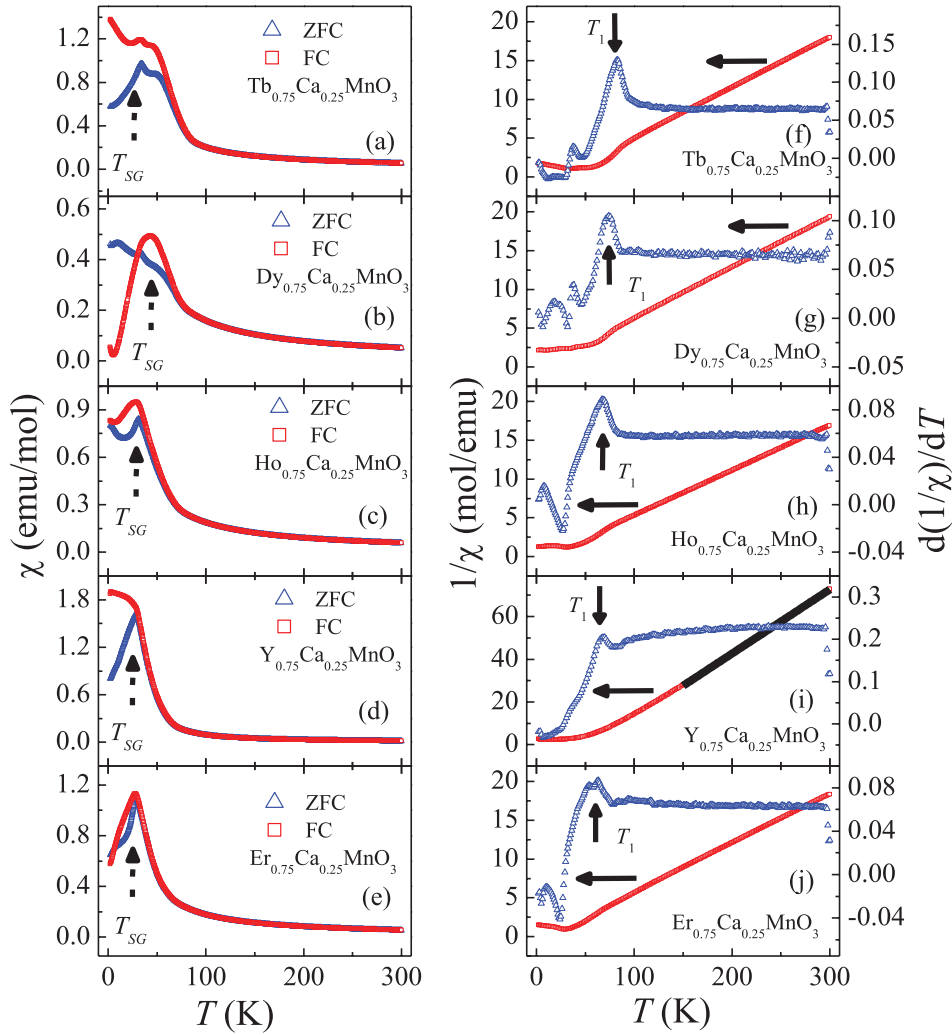 χ (emu/mol)
1.2
0.8
0.4
0.0
ZFC
FC
Tb0.75Ca0.25MnO3
(a)
TSG
0.6
0.4
0.2
0.0
ZFC
FC
Dy0.75Ca0.25MnO3
(b)
TSG
0.9
0.6
0.3
0.0
ZFC
FC
Ho0.75Ca0.25MnO3
(c)
TSG
1.8
1.2
0.6
0.0
ZFC
FC
Y0.75Ca0.25MnO3
(d)
TSG
1.2
0.8
0.4
0.0
ZFC
FC
Er0.75Ca0.25MnO3
(e)
TSG
0 50 100 150 200 250 300
T (K)
1/χ (mol/emu)
20
15
10
5
0
T1
(f)
Tb0.75Ca0.25MnO3
0.15
0.10
0.05
0.00
20
15
10
5
0
T1
(g)
Dy0.75Ca0.25MnO3
0.10
0.05
0.00
-0.05
20
15
10
5
0
T1
(h)
Ho0.75Ca0.25MnO3
0.08
0.04
0.00
-0.04
60
40
20
0
T1
(i)
Y0.75Ca0.25MnO3
0.3
0.2
0.1
0.0
20
15
10
5
0
T1
(j)
Er0.75Ca0.25MnO3
0.08
0.04
0.00
-0.04
0 50 100 150 200 250 300
T (K)
d(1/χ)/dT